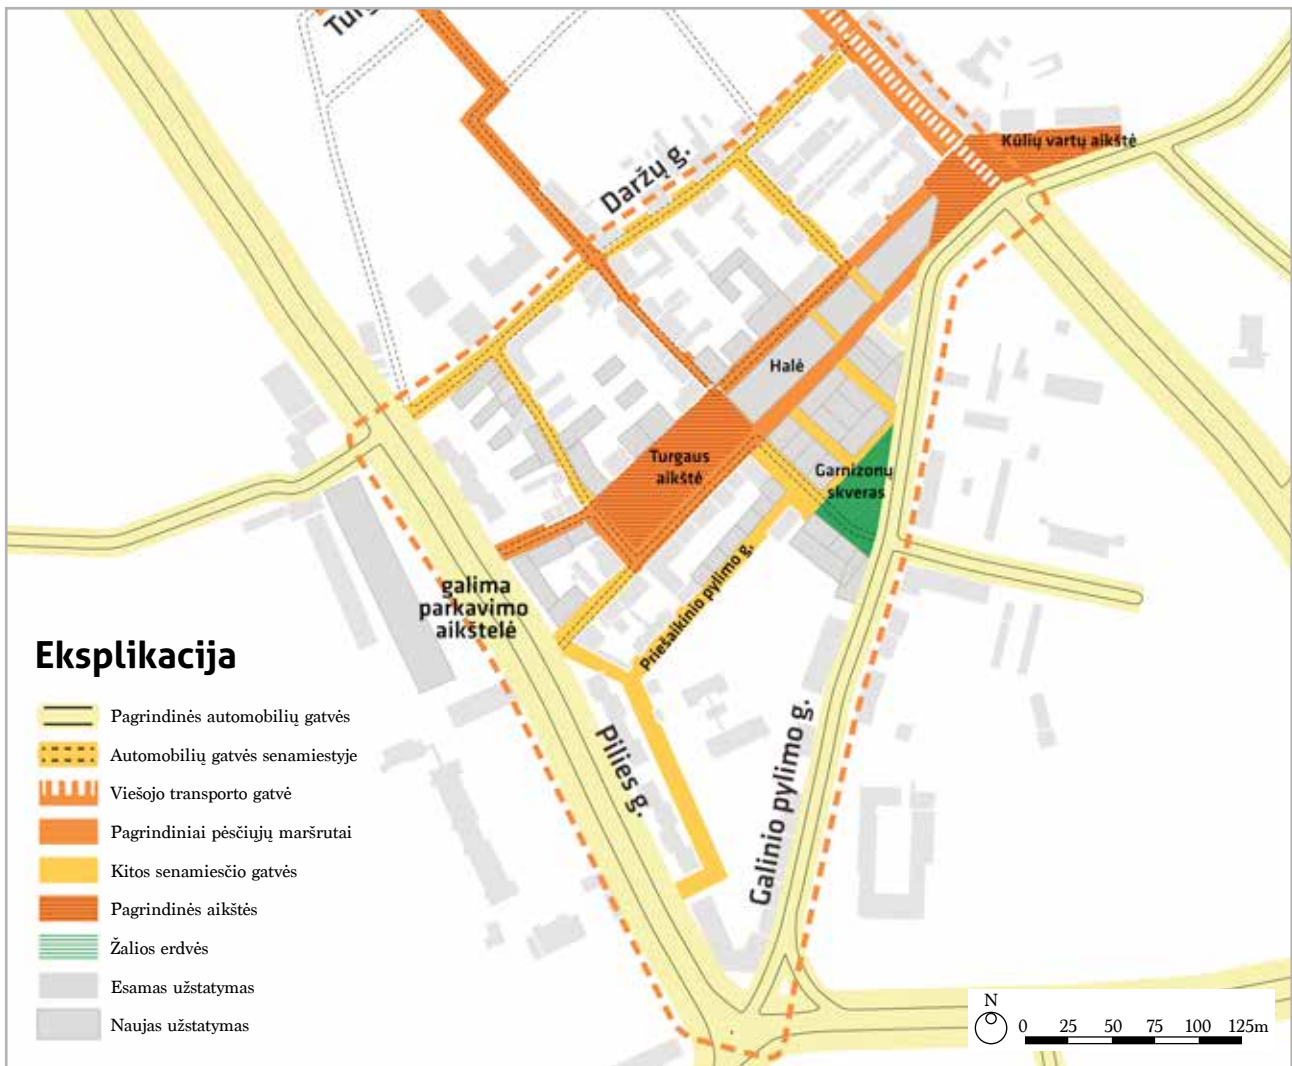 Kūlių vartų aikštė
Daržų g.
Halė
Turgaus
aikštė
Garnizonų
skveras
galima
parkavimo
aikštelė
Priešlaikinio pylimo g.
Pilies g.
Galinio pylimo g.
Eksplikacija
Pagrindinės automobilių gatvės
Automobilių gatvės senamiestyje
Viešojo transporto gatvė
Pagrindiniai pėsčiųjų maršrutai
Kitos senamiesčio gatvės
Pagrindinės aikštės
Žalios erdvės
Esamas užstatymas
Naujas užstatymas
N
0 25 50 75 100 125m